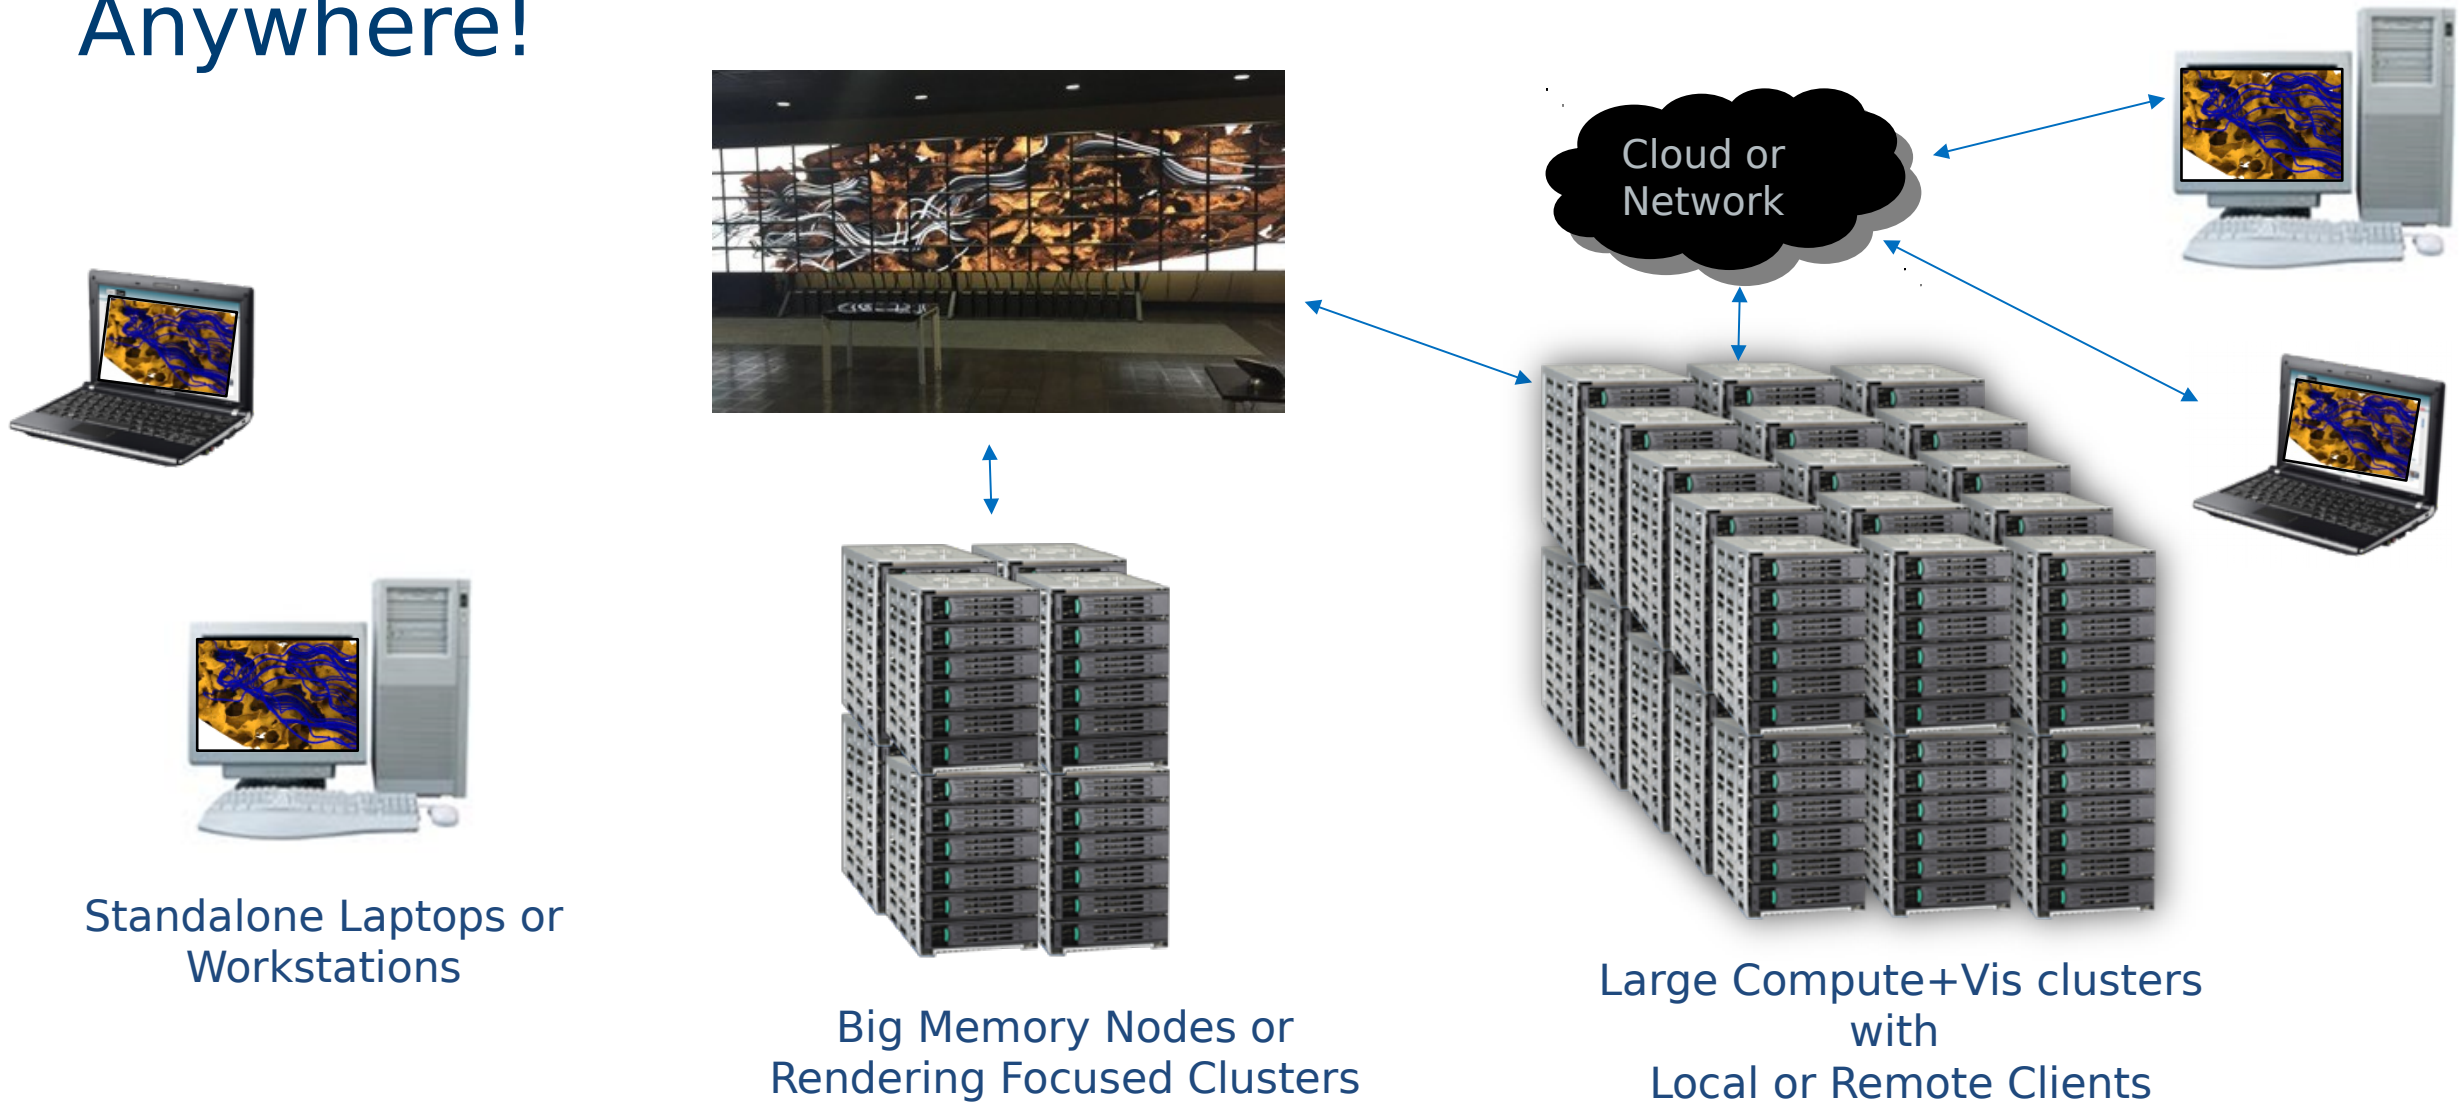 Anywhere!
Cloud or
Network
Standalone Laptops or
Workstations
Big Memory Nodes or
Rendering Focused Clusters
Large Compute+Vis clusters
with
Local or Remote Clients